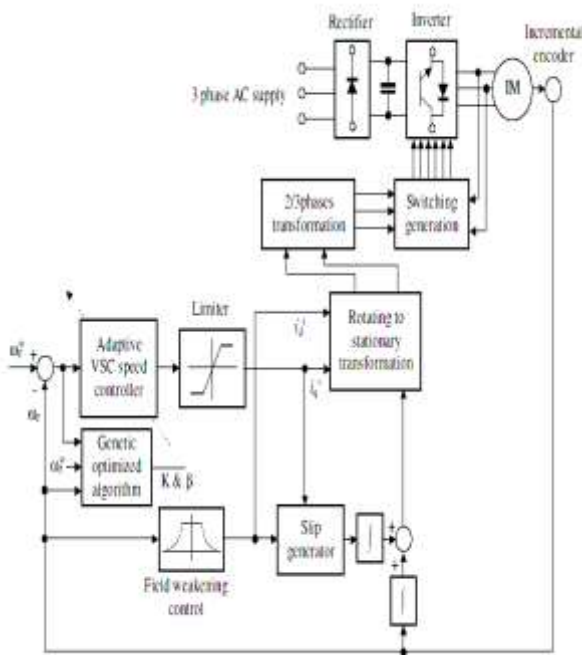 Rectifier
Inverter
Incremental
encoder
3 phase AC supply
IM
2/3phases
transformation
Switching
generation
Limiter
Adaptive
VSC speed
controller
Rotating to
stationary
transformation
Genetic
optimized
algorithm
K & β
Slip
generator
∫
∫
Field weakening
control
+
-
+
+